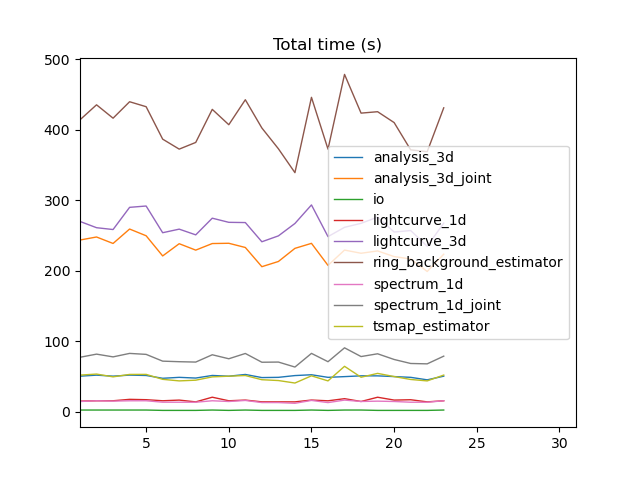 Total time (s)
500
400
300
200
100
0
analysis_3d
analysis_3d_joint
io
lightcurve_1d
lightcurve_3d
ring_background_estimator
spectrum_1d
spectrum_1d_joint
tsmap_estimator
5 10 15 20 25 30